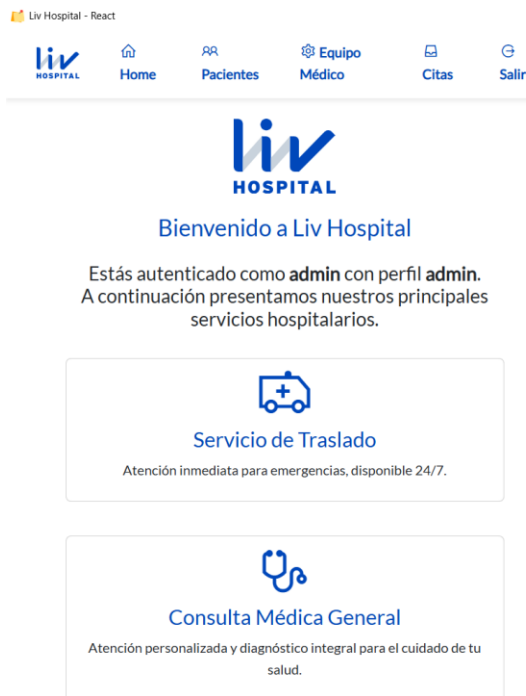 Liv Hospital - React
liv
HOSPITAL
Home
Pacientes
Equipo
Médico
Citas
Salir
liv
HOSPITAL
Bienvenido a Liv Hospital
Estás autenticado como admin con perfil admin.
A continuación presentamos nuestros principales
servicios hospitalarios.
Servicio de Traslado
Atención inmediata para emergencias, disponible 24/7.
Consulta Médica General
Atención personalizada y diagnóstico integral para el cuidado de tu
salud.